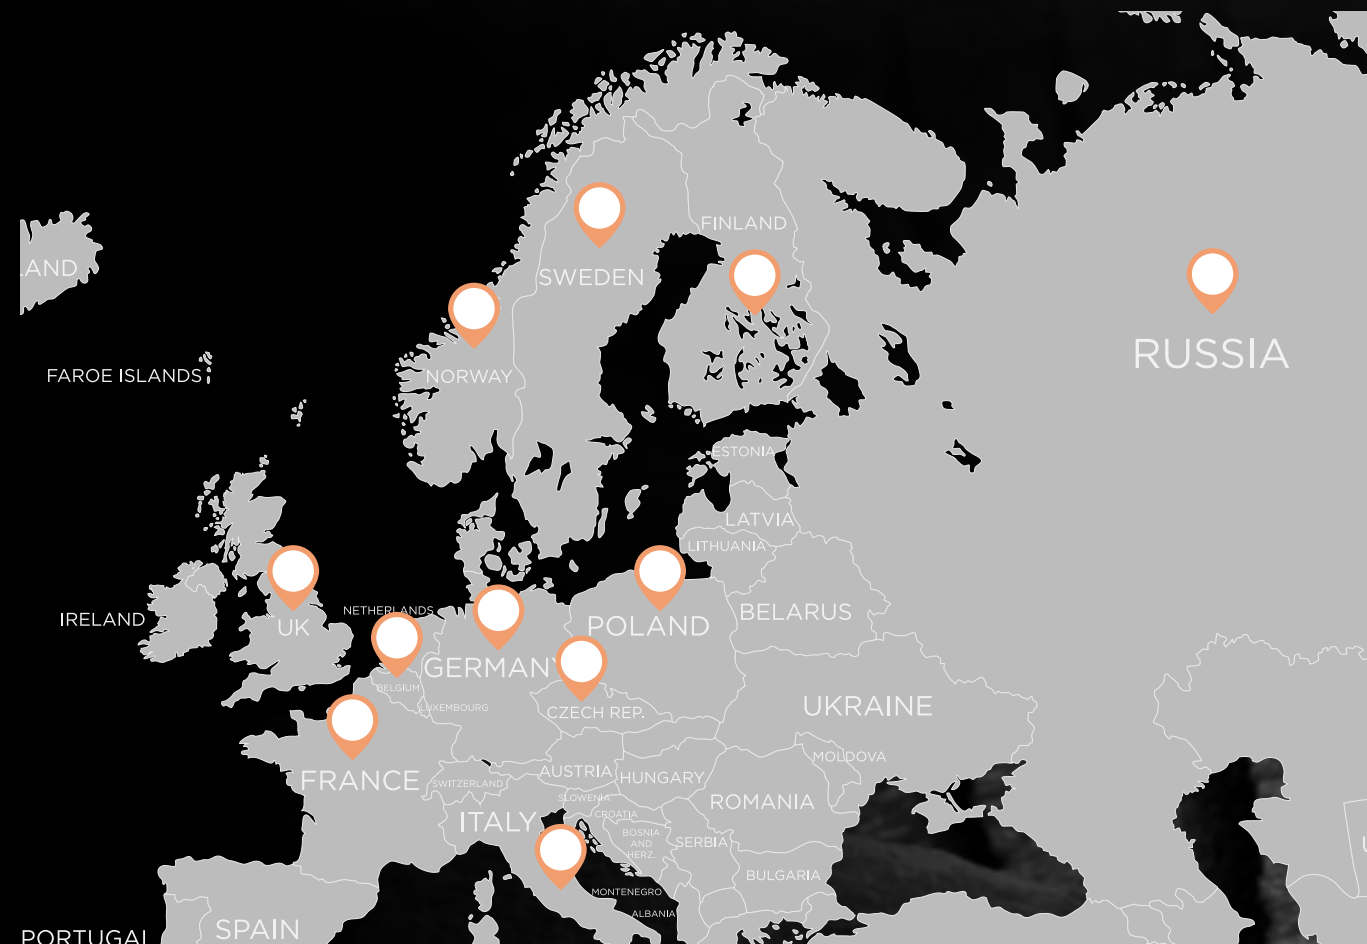 FINLAND
LAND
SWEDEN
RUSSIA
FAROE ISLANDS
NORWAY
ESTONIA
LATVIA
LITHUANIA
NETHERLANDS
BELARUS
IRELAND
UK
POLAND
GERMANY
BELGIUM
LUXEMBOURG
CZECH REP.
UKRAINE
MOLDOVA
FRANCE
SWITZERLAND
AUSTRIA
HUNGARY
SLOWENIA
ROMANIA
CROATIA
ITALY
BOSNIA
AND
HERZ.
SERBIA
BULGARIA
MONTENEGRO
ALBANIA
SPAIN
PORTUGAL